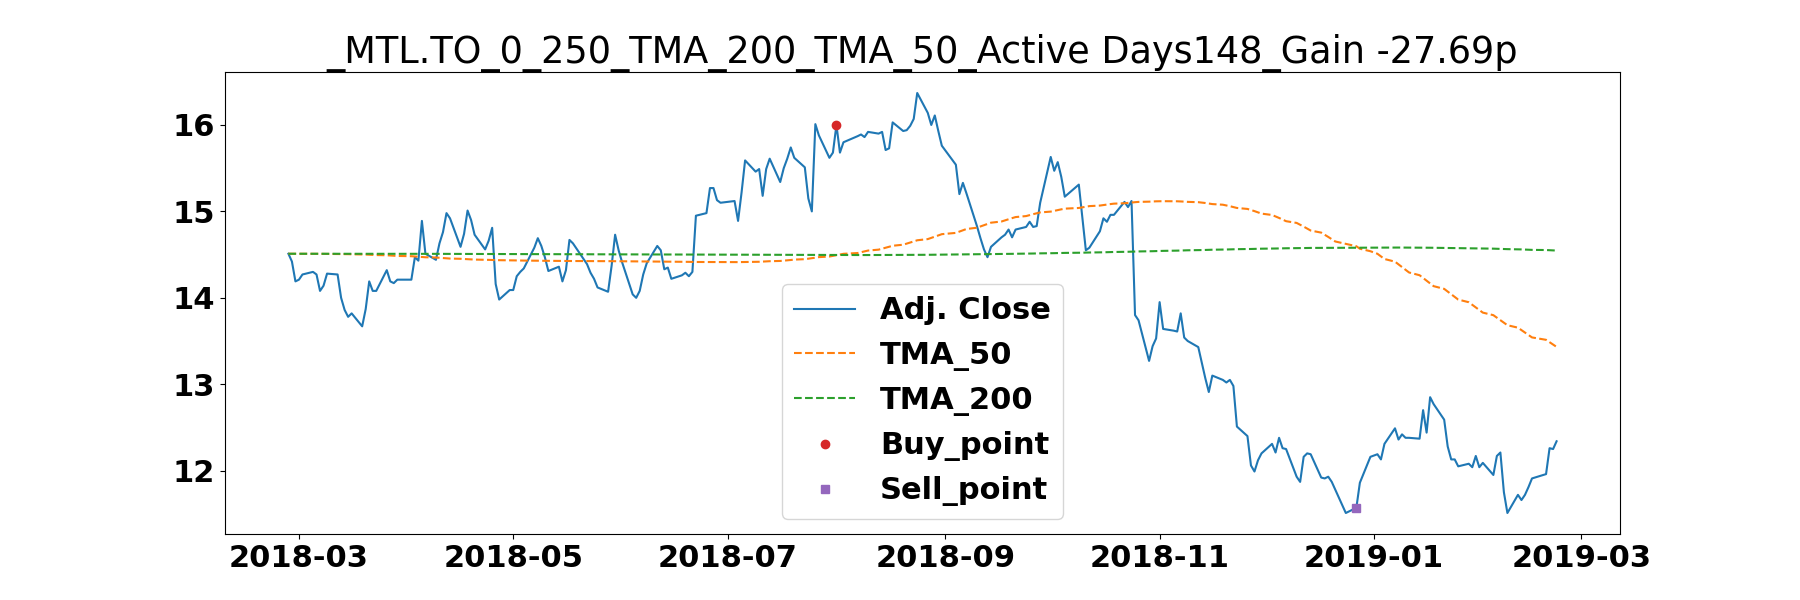 _MTL.TO_0_250_TMA_200_TMA_50_Active Days148_Gain -27.69p
16
15
14
13
12
Adj. Close
TMA_50
TMA_200
Buy_point
Sell_point
2018-03 2018-05 2018-07 2018-09 2018-11 2019-01 2019-03